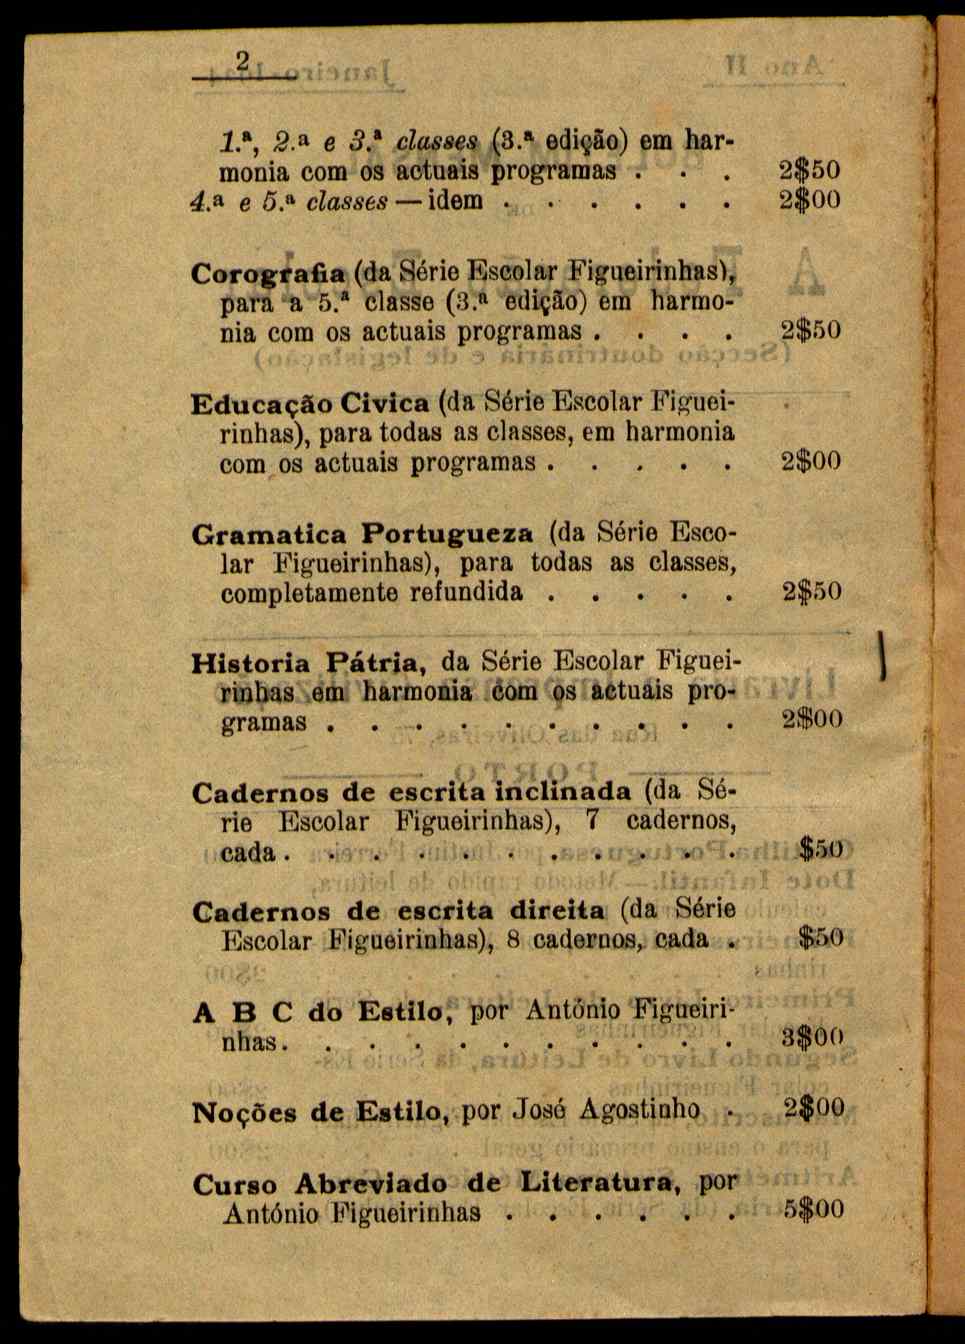 2
1.ª, 2.ª e 3.ª classes (3.ª edição) em har-
monia com os actuais programas . . . 2$50
4.ª e 5.ª classes — idem . . . . . . 2$00
Corografia (da Série Escolar Figueirinhas),
para a 5.ª classe (3.ª edição) em harmo-
nia com os actuais programas . . . . 2$50
Educação Civica (da Série Escolar Figuei-
rinhas), para todas as classes, em harmonia
com os actuais programas . . . . . 2$00
Gramatica Portugueza (da Série Esco-
lar Figueirinhas), para todas as classes,
completamente refundida . . . . . 2$50
Historia Pátria, da Série Escolar Figuei-
rinhas em harmonia com os actuais pro-
gramas . . . . . . . . . . 2$00
Cadernos de escrita inclinada (da Sé-
rie Escolar Figueirinhas), 7 cadernos,
cada . . . . . . . . . . . $50
Cadernos de escrita direita (da Série
Escolar Figueirinhas), 8 cadernos, cada . $50
A B C do Estilo, por António Figueiri-
nhas . . . . . . . . . . . 3$00
Noções de Estilo, por José Agostinho . 2$00
Curso Abreviado de Literatura, por
António Figueirinhas . . . . . . 5$00